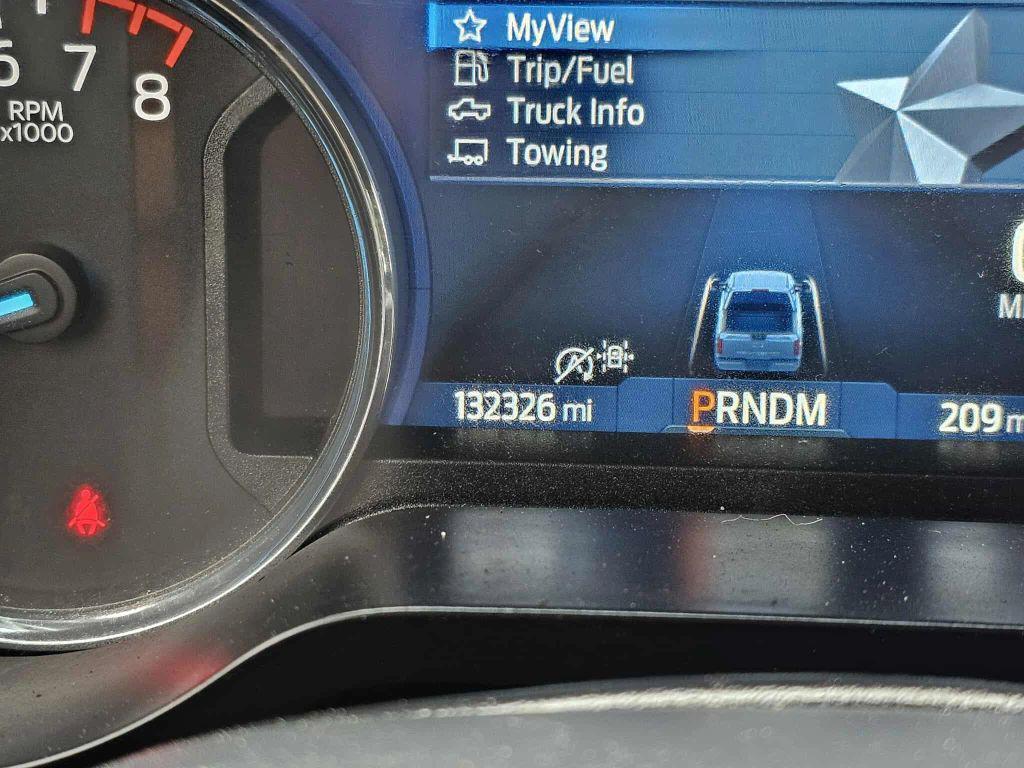 6 7 8
RPM
x1000
MyView
Trip/Fuel
Truck Info
Towing
132326 mi
PRNDM
209 m